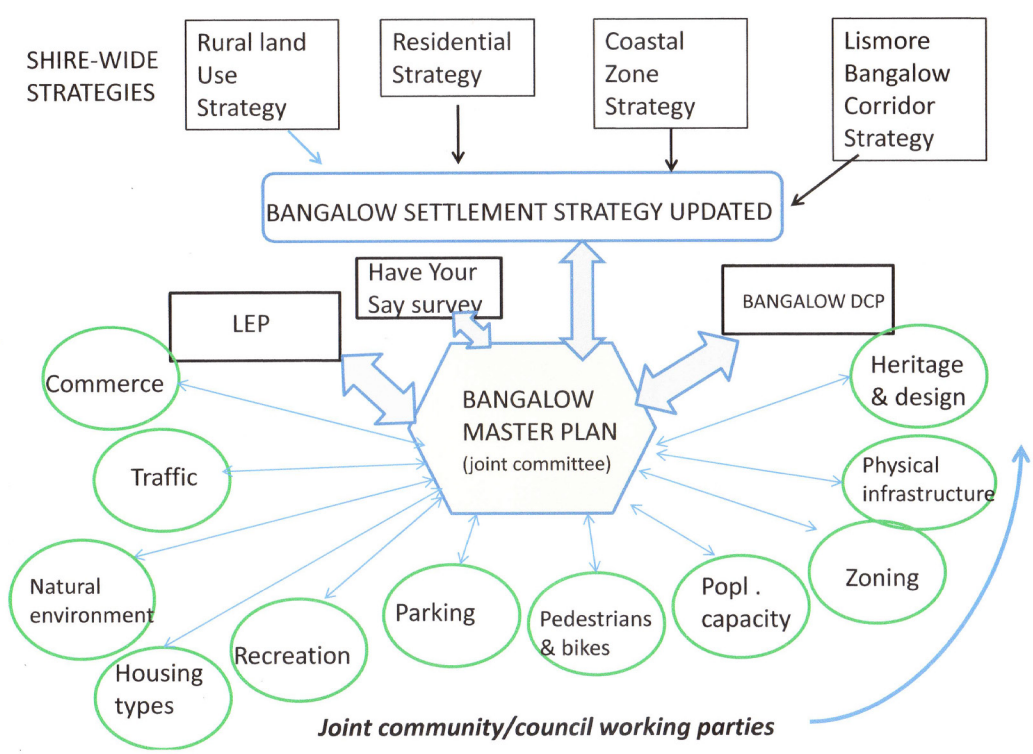 SHIRE-WIDE
STRATEGIES
Rural land
Use
Strategy
Residential
Strategy
Coastal
Zone
Strategy
Lismore
Bangalow
Corridor
Strategy
BANGALOW SETTLEMENT STRATEGY UPDATED
LEP
Have Your
Say survey
BANGALOW DCP
BANGALOW
MASTER PLAN
(joint committee)
Commerce
Traffic
Natural
environment
Housing
types
Recreation
Parking
Pedestrians
& bikes
Popl .
capacity
Zoning
Physical
infrastructure
Heritage
& design
Joint community/council working parties